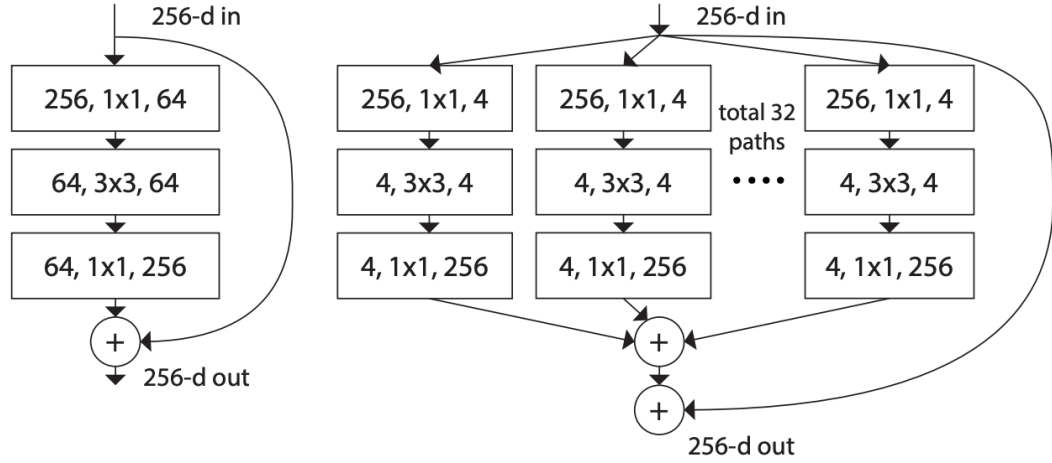 256-d in
256, 1x1, 64
64, 3x3, 64
64, 1x1, 256
+
256-d out
256-d in
256, 1x1, 4
256, 1x1, 4
total 32
paths
256, 1x1, 4
4, 3x3, 4
4, 3x3, 4
....
4, 3x3, 4
4, 1x1, 256
4, 1x1, 256
4, 1x1, 256
+
+
256-d out